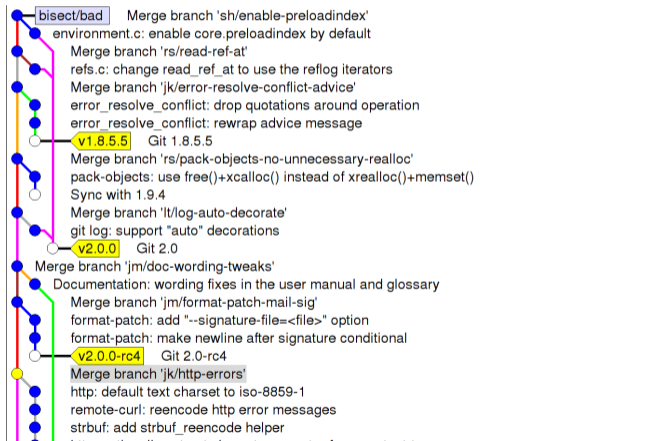 bisect/bad Merge branch 'sh/enable-preloadindex'
environment.c: enable core.preloadindex by default
Merge branch 'rs/read-ref-at'
refs.c: change read_ref_at to use the reflog iterators
Merge branch 'jk/error-resolve-conflict-advice'
error_resolve_conflict: drop quotations around operation
error_resolve_conflict: rewrap advice message
v1.8.5.5 Git 1.8.5.5
Merge branch 'rs/pack-objects-no-unnecessary-realloc'
pack-objects: use free()+xcalloc() instead of xrealloc()+memset()
Sync with 1.9.4
Merge branch 'lt/log-auto-decorate'
git log: support "auto" decorations
v2.0.0 Git 2.0
Merge branch 'jm/doc-wording-tweaks'
Documentation: wording fixes in the user manual and glossary
Merge branch 'jm/format-patch-mail-sig'
format-patch: add "--signature-file=<file>" option
format-patch: make newline after signature conditional
v2.0.0-rc4 Git 2.0-rc4
Merge branch 'jk/http-errors'
http: default text charset to iso-8859-1
remote-curl: reencode http error messages
strbuf: add strbuf_reencode helper